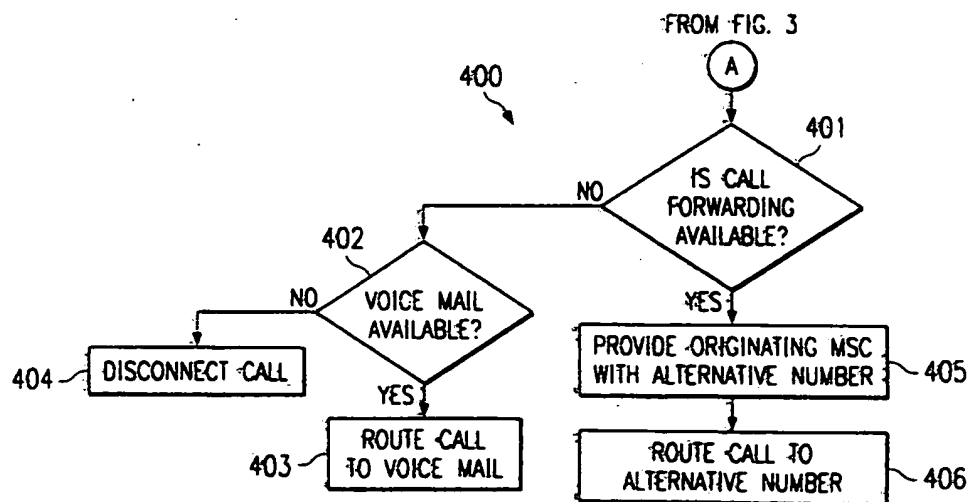 FROM FIG. 3
A
400
401
IS CALL
FORWARDING
AVAILABLE?
NO
402
VOICE MAIL
AVAILABLE?
NO
YES
404
DISCONNECT CALL
PROVIDE ORIGINATING MSC
WITH ALTERNATIVE NUMBER
405
YES
403
ROUTE CALL
TO VOICE MAIL
ROUTE CALL TO
ALTERNATIVE NUMBER
406